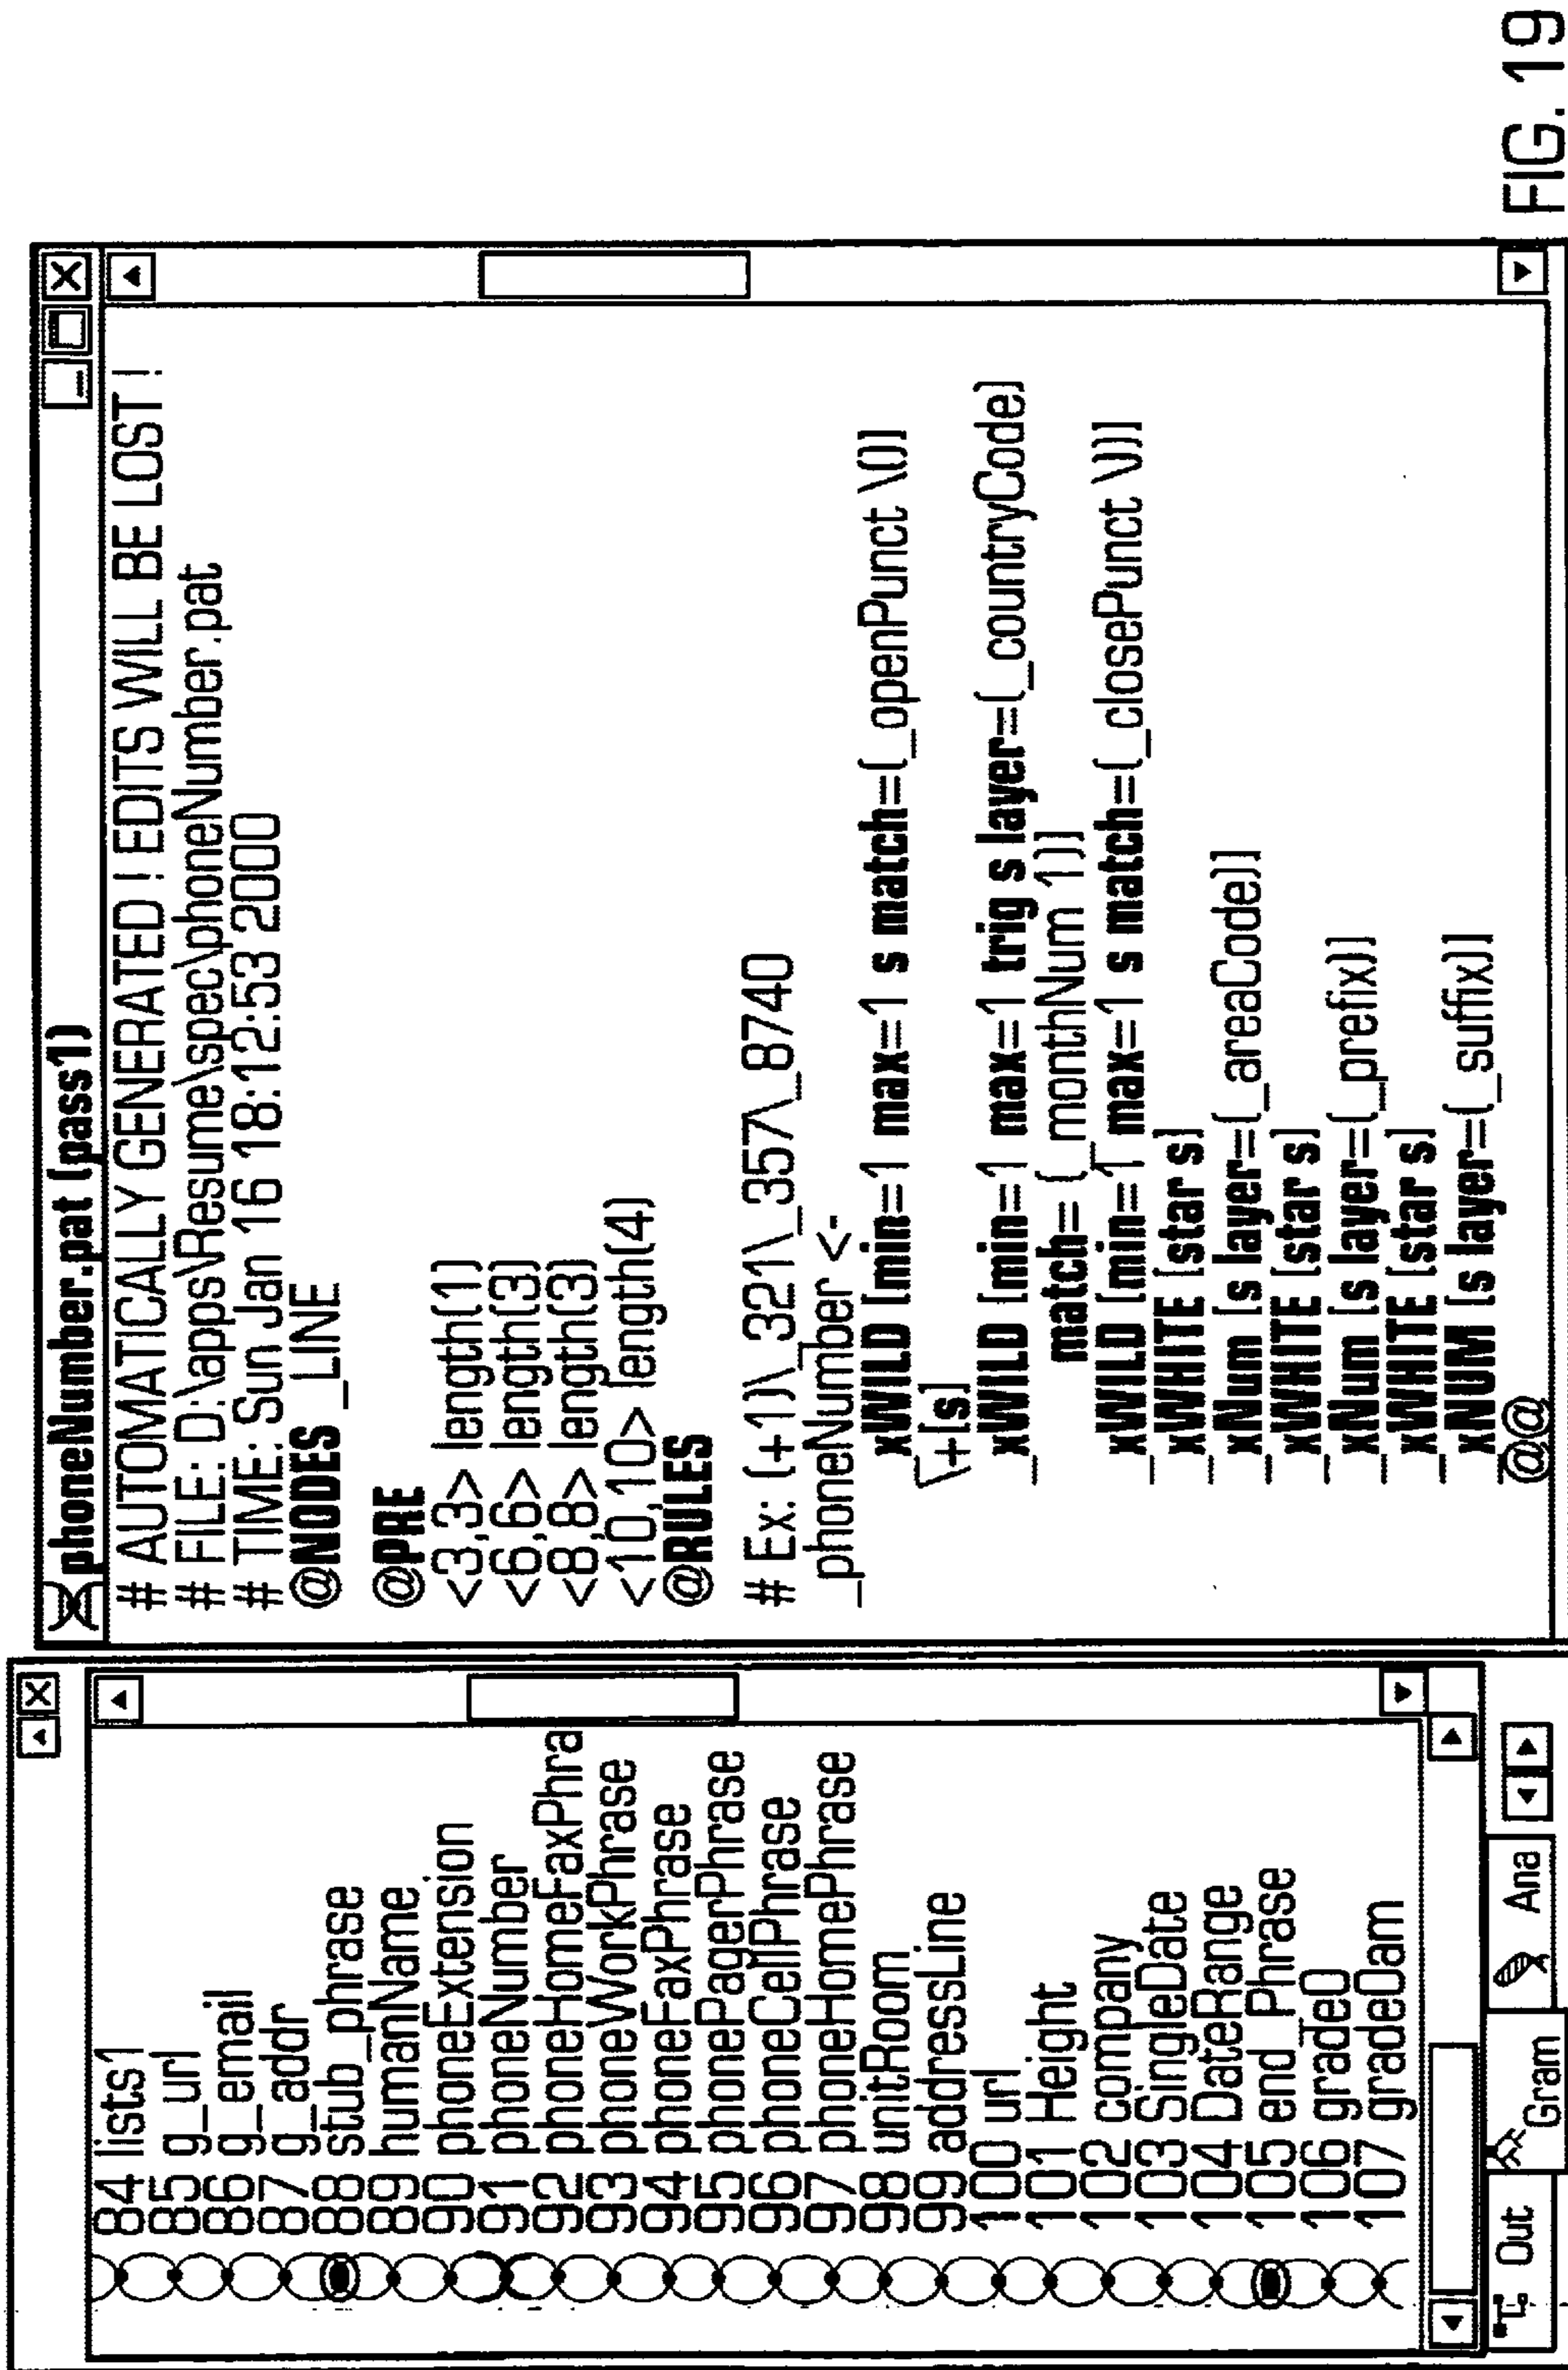 84 lists1
85 g_url
86 g_email
87 g_addr
88 stub_phrase
89 humanName
90 phoneExtension
91 phoneNumber
92 phoneHomeFaxPhra
93 phoneWorkPhrase
94 phoneFaxPhrase
95 phonePagerPhrase
96 phoneCellPhrase
97 phoneHomePhrase
98 unitRoom
99 addressLine
100 url
101 Height
102 company
103 SingleDate
104 DateRange
105 end_Phrase
106 gradeO
107 gradeOam
Out Gram Ana
phoneNumber.pat (pass1)
# AUTOMATICALLY GENERATED ! EDITS WILL BE LOST !
# FILE: D:\apps\Resume\spec\phoneNumber.pat
# TIME: Sun Jan 16 18:12:53 2000
@NODES _LINE
@PRE
<3,3> length(1)
<6,6> length(3)
<8,8> length(3)
<10,10> length(4)
@RULES
# Ex: (+1)\_321\_357\_8740
_phoneNumber <-
_xWILD [min=1 max=1 s match=(_openPunct \()]
\+[s]
_xWILD [min=1 max=1 trig s layer=(_countryCode)
match=(_monthNum 1)]
_xWILD [min=1 max=1 s match=(_closePunct \))]
_xWHITE [star s]
_xNum [s layer=(_areaCode)]
_xWHITE [star s]
_xNum [s layer=(_prefix)]
_xWHITE [star s]
_xNUM [s layer=(_suffix)]
@@
FIG. 19